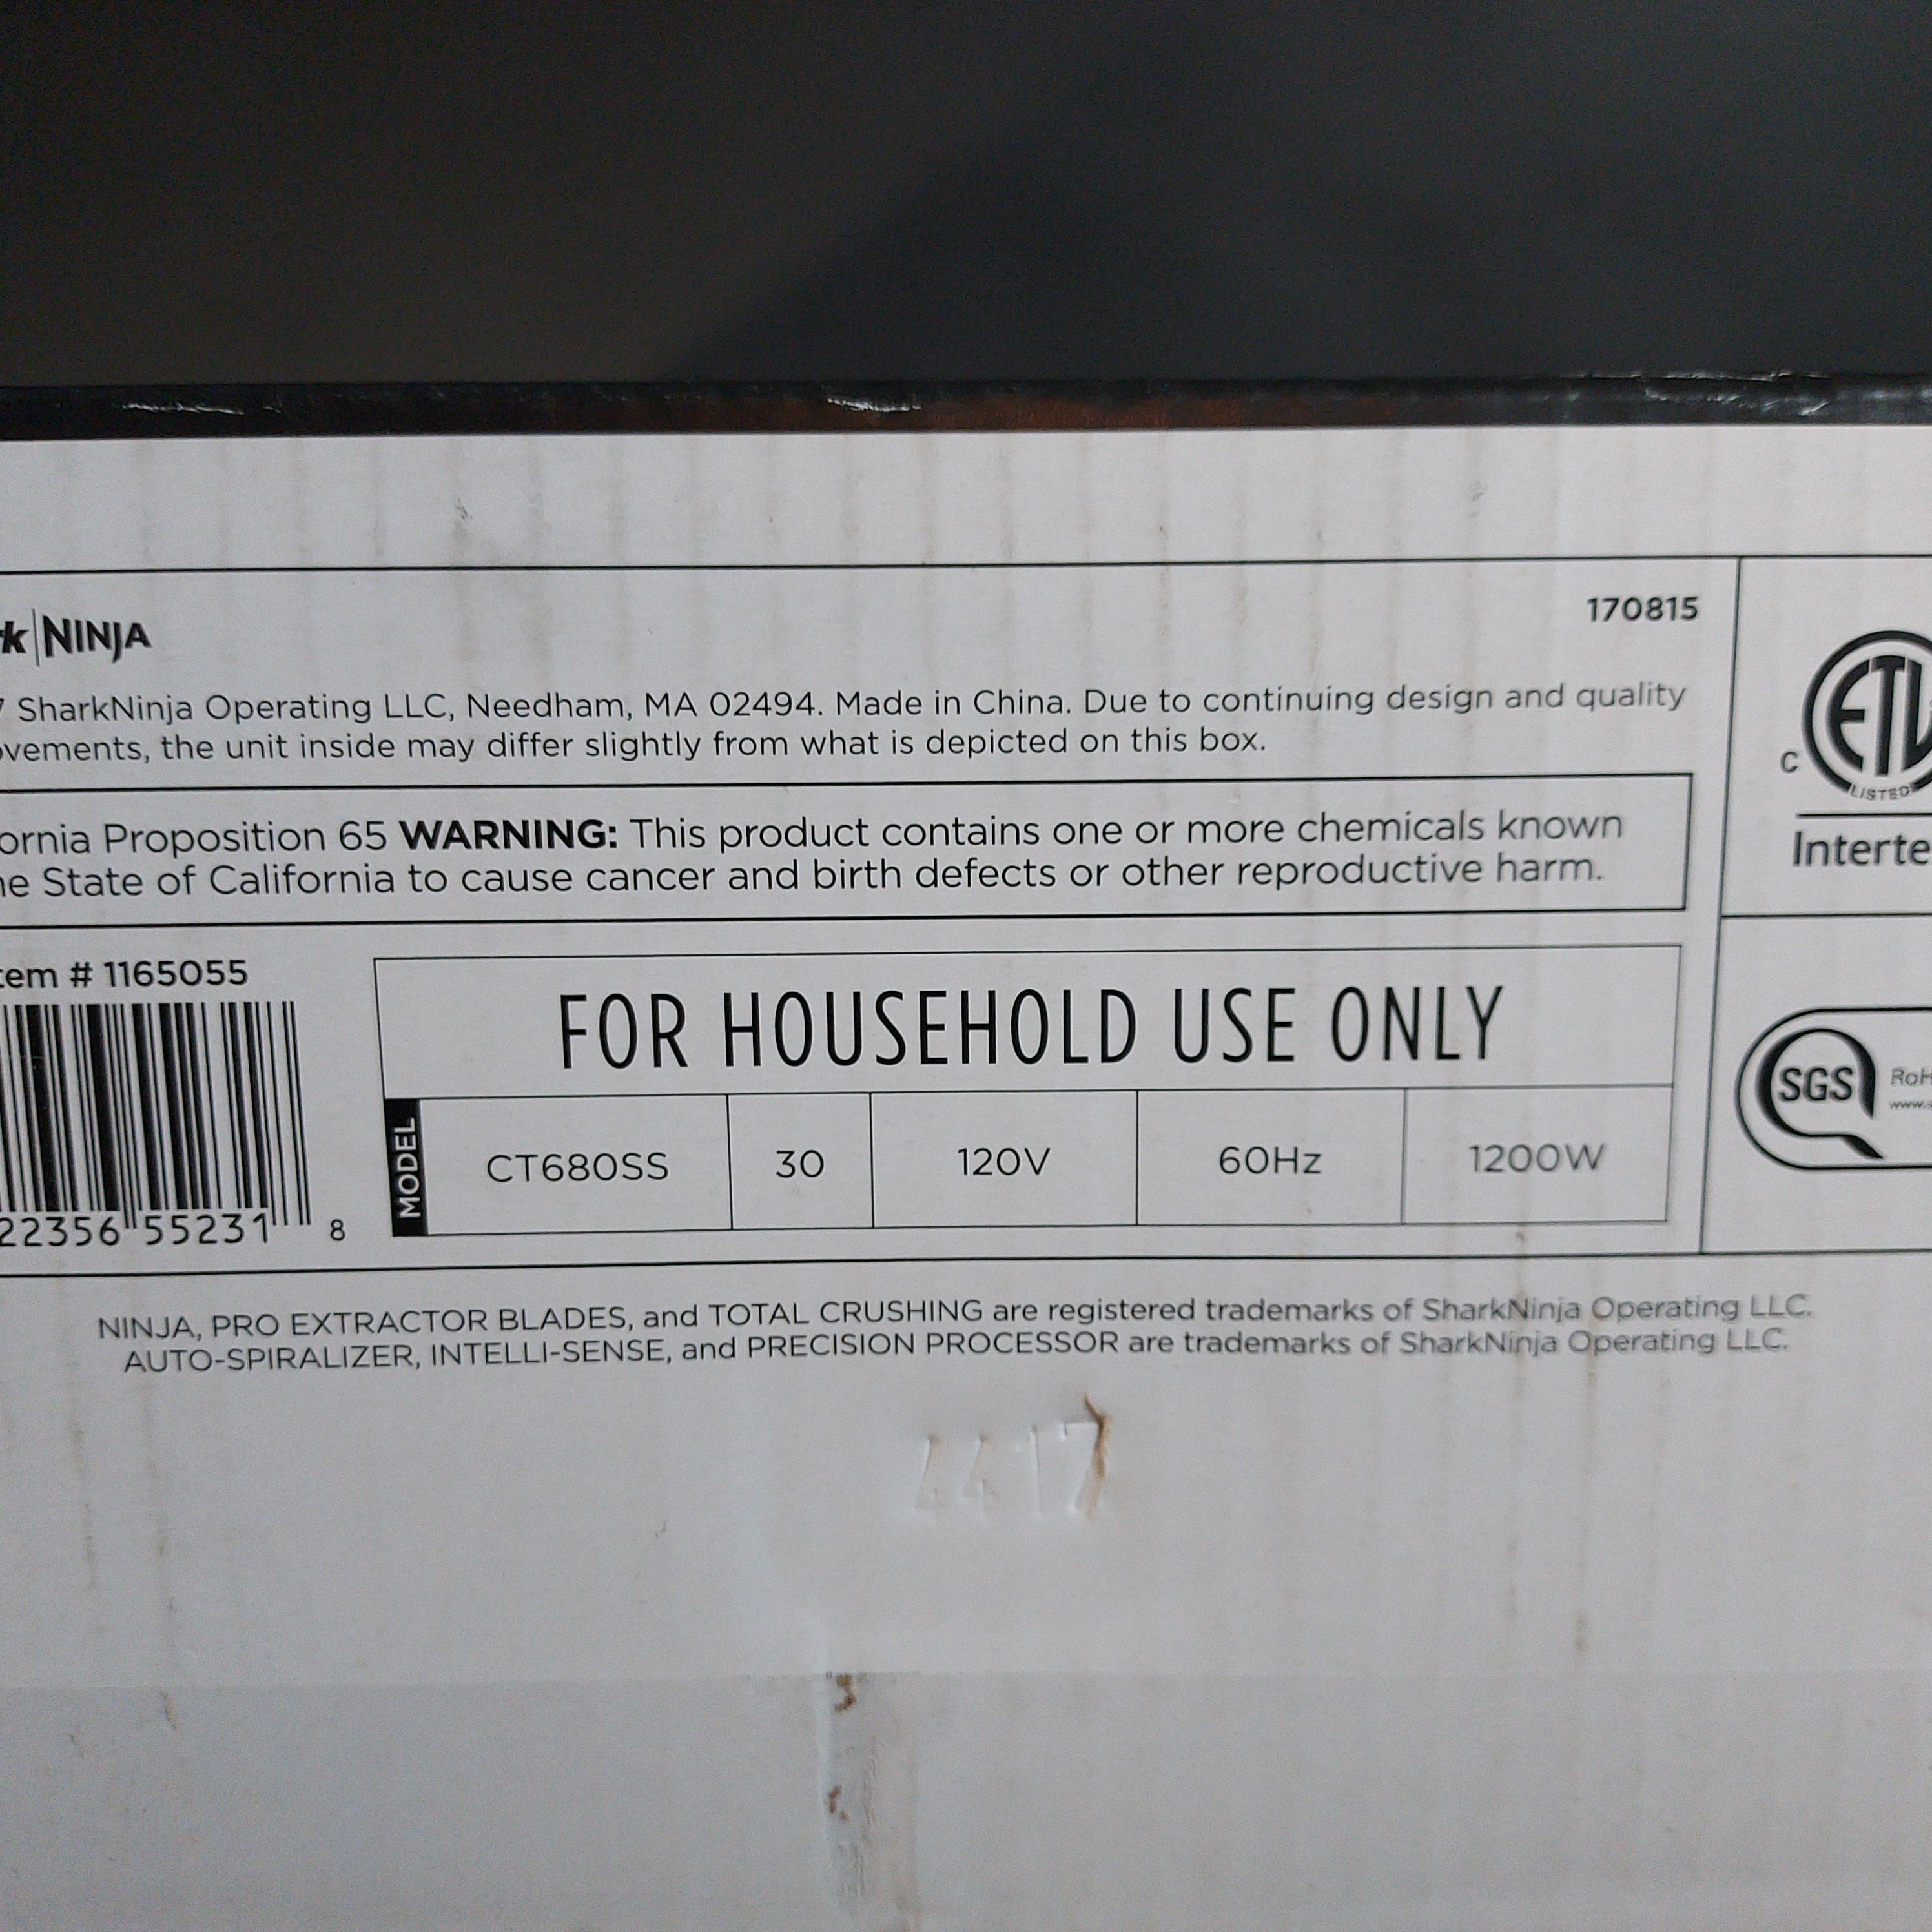 k NINJA
170815
7 SharkNinja Operating LLC, Needham, MA 02494. Made in China. Due to continuing design and quality
ovements, the unit inside may differ slightly from what is depicted on this box.
ornia Proposition 65 WARNING: This product contains one or more chemicals known
he State of California to cause cancer and birth defects or other reproductive harm.
C ETL
LISTED
Interte
tem # 1165055
22356 55231 8
FOR HOUSEHOLD USE ONLY
MODEL CT680SS 30 120V 60Hz 1200W
SGS RoH
www.s
NINJA, PRO EXTRACTOR BLADES, and TOTAL CRUSHING are registered trademarks of SharkNinja Operating LLC.
AUTO-SPIRALIZER, INTELLI-SENSE, and PRECISION PROCESSOR are trademarks of SharkNinja Operating LLC.
4417